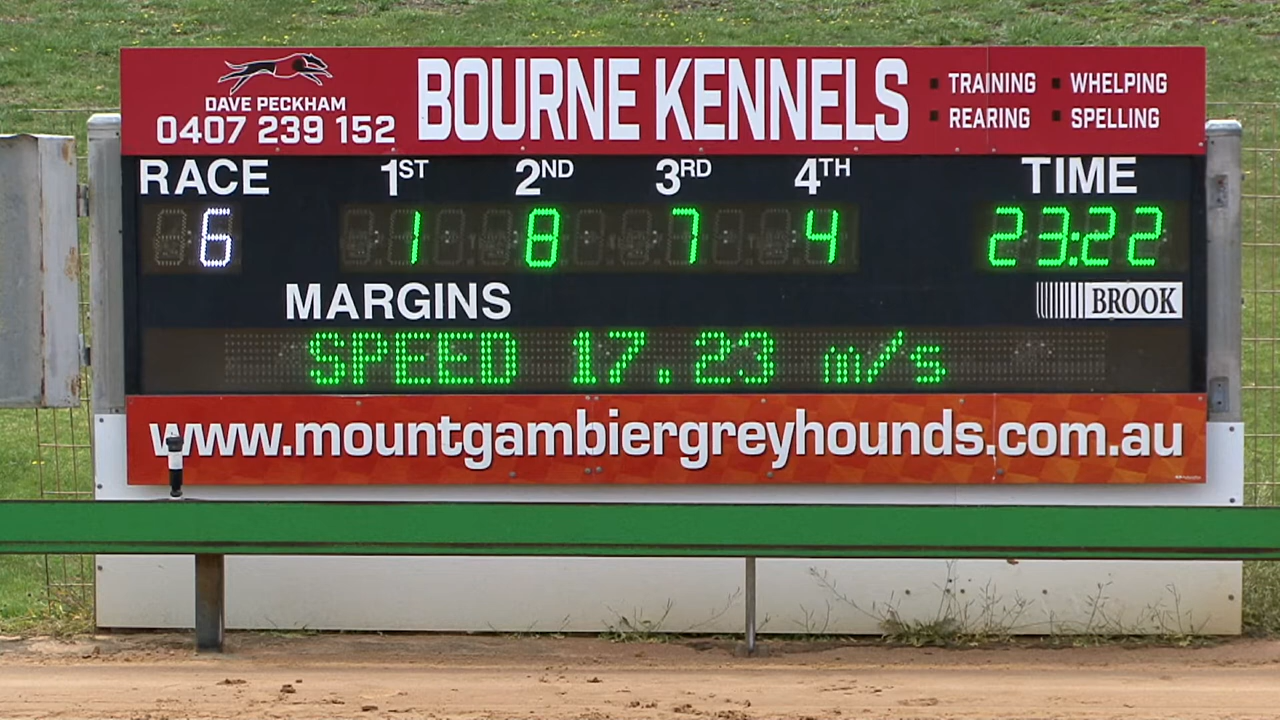 BOURNE KENNELS
DAVE PECKHAM
0407 239 152
TRAINING WHELPING
REARING SPELLING
RACE 1ST 2ND 3RD 4TH TIME
6 1 8 7 4 23:22
MARGINS
BROOK
SPEED 17.23 m/s
www.mountgambiergreyhounds.com.au